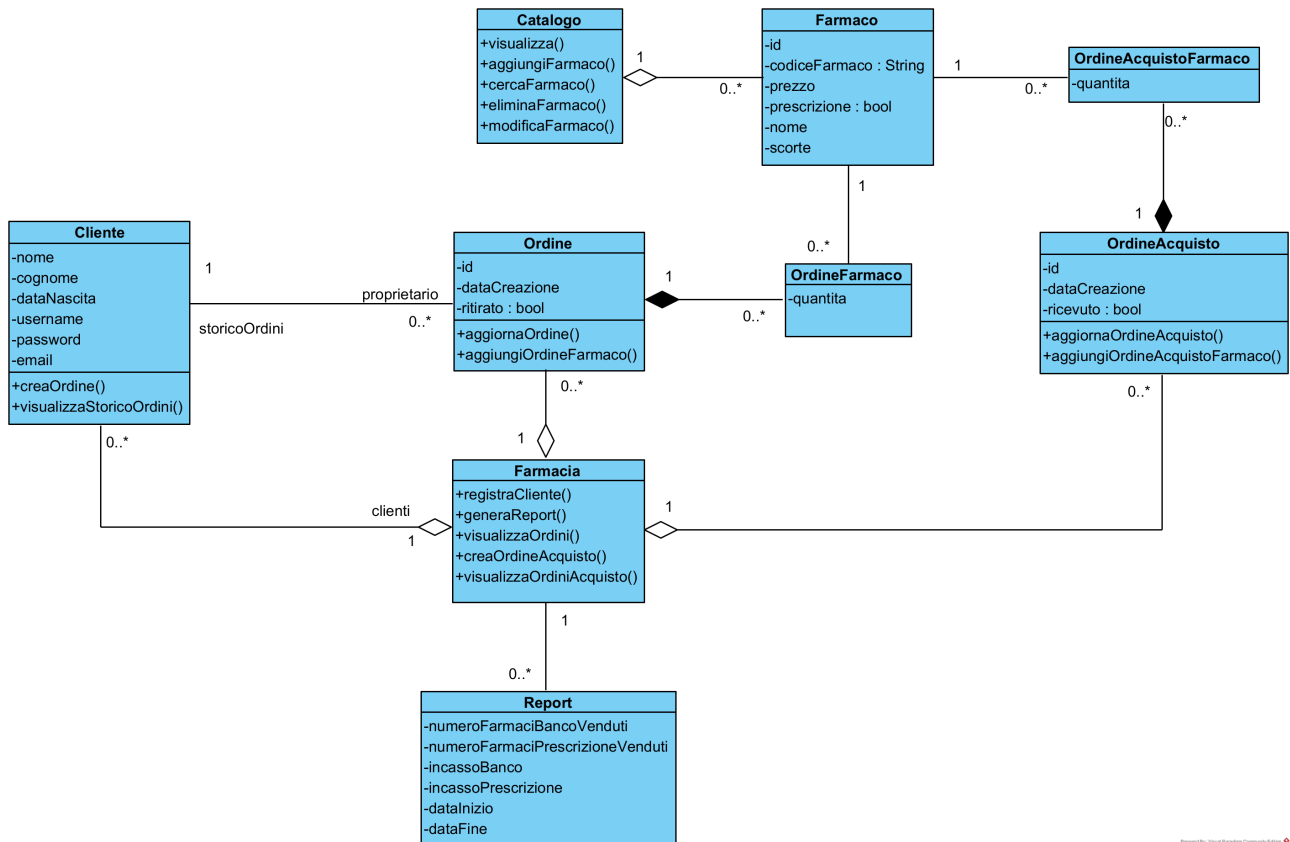 Catalogo
+visualizza()
+aggiungiFarmaco()
+cercaFarmaco()
+eliminaFarmaco()
+modificaFarmaco()
1
0..*
Farmaco
-id
-codiceFarmaco : String
-prezzo
-prescrizione : bool
-nome
-scorte
1
0..*
OrdineAcquistoFarmaco
-quantita
0..*
1
1
0..*
Cliente
-nome
-cognome
-dataNascita
-username
-password
-email
+creaOrdine()
+visualizzaStoricoOrdini()
1
storicoOrdini
proprietario
0..*
Ordine
-id
-dataCreazione
-ritirato : bool
+aggiornaOrdine()
+aggiungiOrdineFarmaco()
1
0..*
OrdineFarmaco
-quantita
OrdineAcquisto
-id
-dataCreazione
-ricevuto : bool
+aggiornaOrdineAcquisto()
+aggiungiOrdineAcquistoFarmaco()
0..*
0..*
1
0..*
clienti
1
Farmacia
+registraCliente()
+generaReport()
+visualizzaOrdini()
+creaOrdineAcquisto()
+visualizzaOrdiniAcquisto()
1
1
0..*
Report
-numeroFarmaciBancoVenduti
-numeroFarmaciPrescrizioneVenduti
-incassoBanco
-incassoPrescrizione
-dataInizio
-dataFine